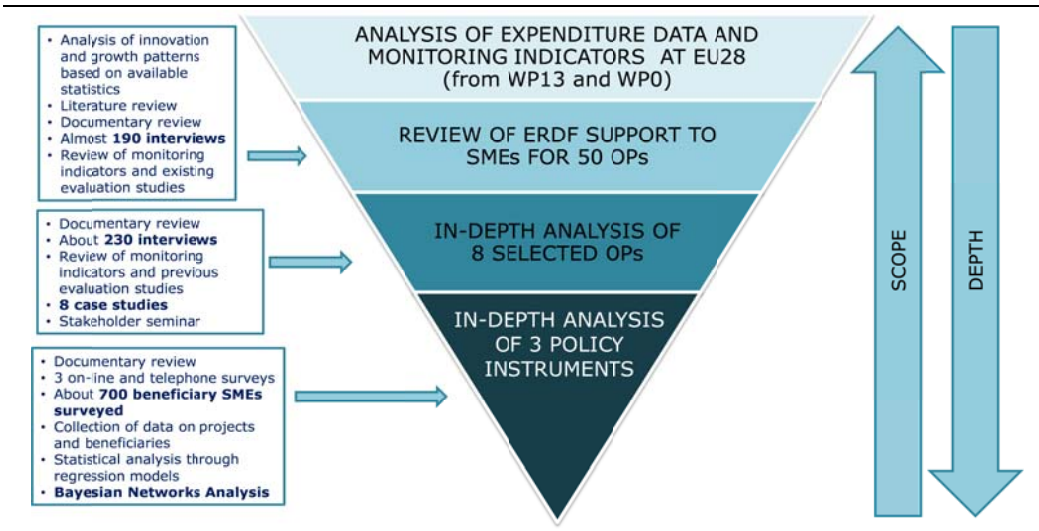 • Analysis of innovation
and growth patterns
based on available
statistics
• Literature review
• Documentary review
• Almost 190 interviews
• Review of monitoring
indicators and existing
evaluation studies
• Documentary review
• About 230 interviews
• Review of monitoring
indicators and previous
evaluation studies
• 8 case studies
• Stakeholder seminar
• Documentary review
• 3 on-line and telephone surveys
• About 700 beneficiary SMEs
surveyed
• Collection of data on projects
and beneficiaries
• Statistical analysis through
regression models
• Bayesian Networks Analysis
ANALYSIS OF EXPENDITURE DATA AND
MONITORING INDICATORS AT EU28
(from WP13 and WP0)
REVIEW OF ERDF SUPPORT TO
SMEs FOR 50 OPs
IN-DEPTH ANALYSIS OF
8 SELECTED OPs
IN-DEPTH ANALYSIS
OF 3 POLICY
INSTRUMENTS
SCOPE
DEPTH